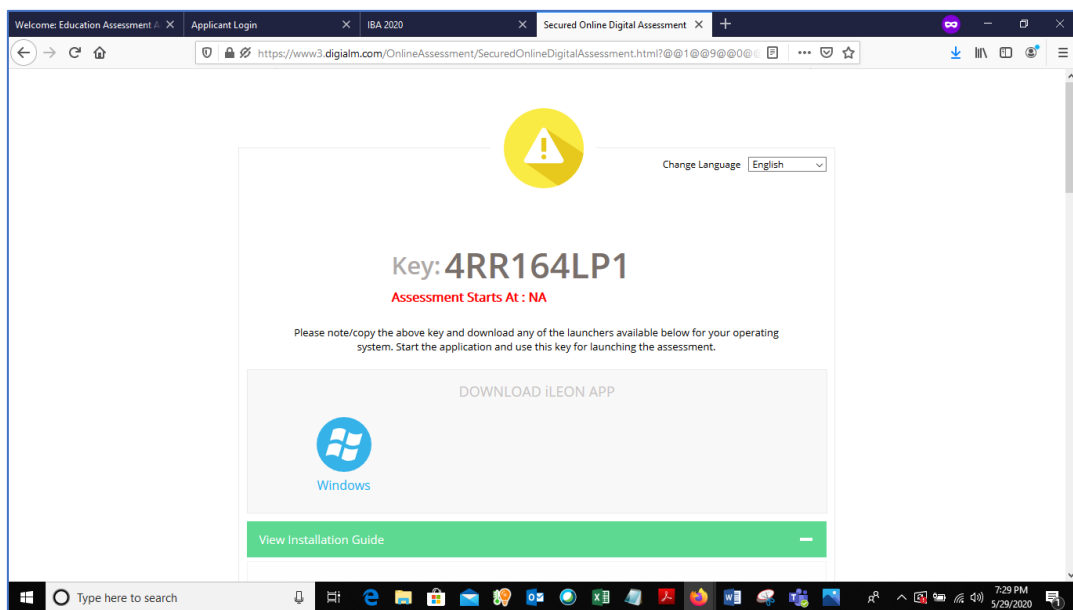 Welcome: Education Assessment A
Applicant Login
IBA 2020
Secured Online Digital Assessment
https://www3.digialm.com/OnlineAssessment/SecuredOnlineDigitalAssessment.html?@@1@@9@@0@
Change Language English
Key: 4RR164LP1
Assessment Starts At : NA
Please note/copy the above key and download any of the launchers available below for your operating
system. Start the application and use this key for launching the assessment.
DOWNLOAD iLEON APP
Windows
View Installation Guide
Type here to search
7:29 PM
5/29/2020